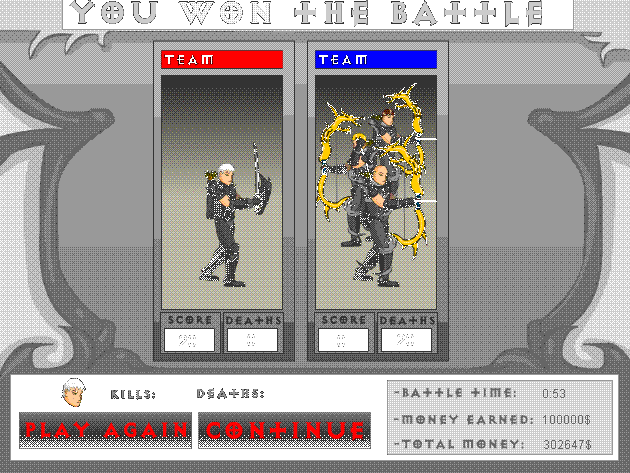 YOU WON THE BATTLE
TEAM TEAM
SCORE DEATHS SCORE DEATHS
KILLS: DEATHS:
PLAY AGAIN CONTINUE
-BATTLE TIME: 0:53
-MONEY EARNED: 100000$
-TOTAL MONEY: 302647$